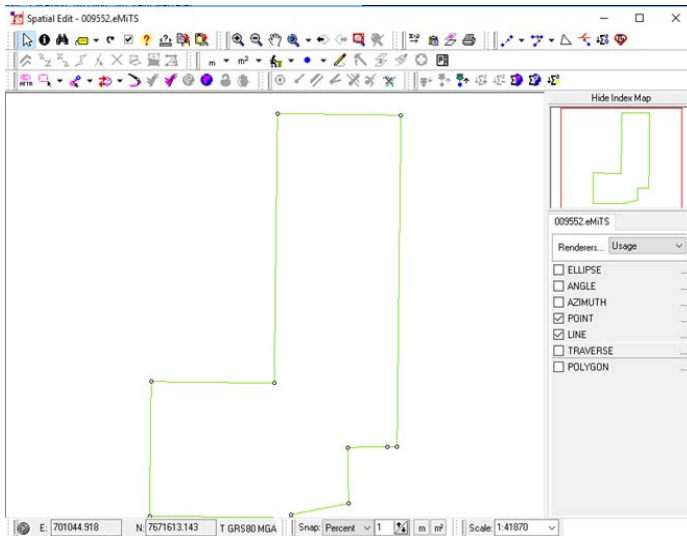 Spatial Edit - 009552.eMiTS
m
m²
ATTR
Hide Index Map
009552.eMiTS
Renderers... Usage
ELLIPSE ...
ANGLE ...
AZIMUTH ...
POINT ...
LINE ...
TRAVERSE ...
POLYGON ...
E: 701044.918 N: 7671613.143 T GRS80 MGA Snap: Percent 1 m m² Scale: 1:41870